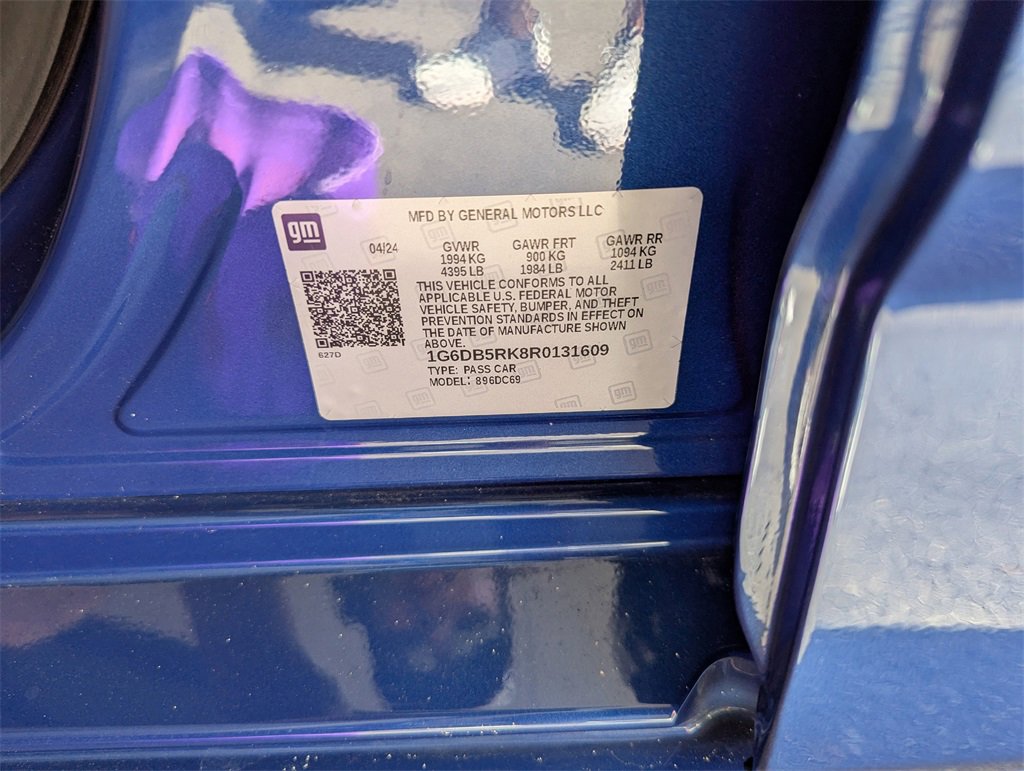 gm
MFD BY GENERAL MOTORS LLC
04/24 GVWR GAWR FRT GAWR RR
1994 KG 900 KG 1094 KG
4395 LB 1984 LB 2411 LB
THIS VEHICLE CONFORMS TO ALL
APPLICABLE U.S. FEDERAL MOTOR
VEHICLE SAFETY, BUMPER, AND THEFT
PREVENTION STANDARDS IN EFFECT ON
THE DATE OF MANUFACTURE SHOWN
ABOVE.
627D
1G6DB5RK8R0131609
TYPE: PASS CAR
MODEL: 896DC69